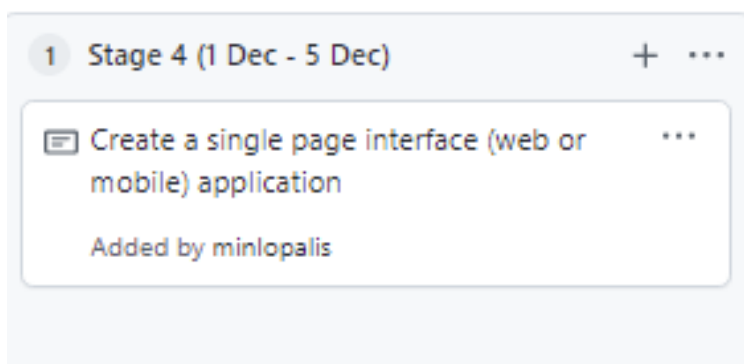 1 Stage 4 (1 Dec - 5 Dec)
Create a single page interface (web or
mobile) application
Added by minlopalis